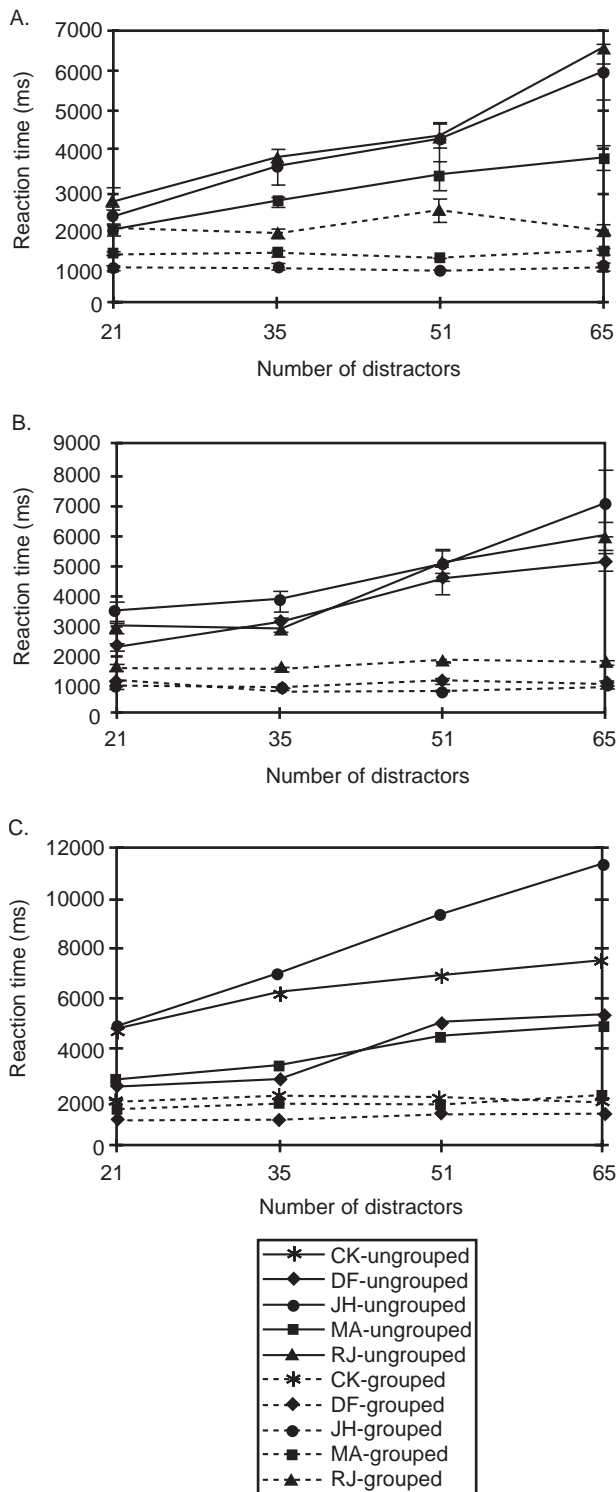 A.
7000
6000
5000
4000
3000
2000
1000
0
Reaction time (ms)
21 35 51 65
Number of distractors
B.
9000
8000
7000
6000
5000
4000
3000
2000
1000
0
Reaction time (ms)
21 35 51 65
Number of distractors
C.
12000
10000
8000
6000
4000
2000
0
Reaction time (ms)
21 35 51 65
Number of distractors
CK-ungrouped
DF-ungrouped
JH-ungrouped
MA-ungrouped
RJ-ungrouped
CK-grouped
DF-grouped
JH-grouped
MA-grouped
RJ-grouped